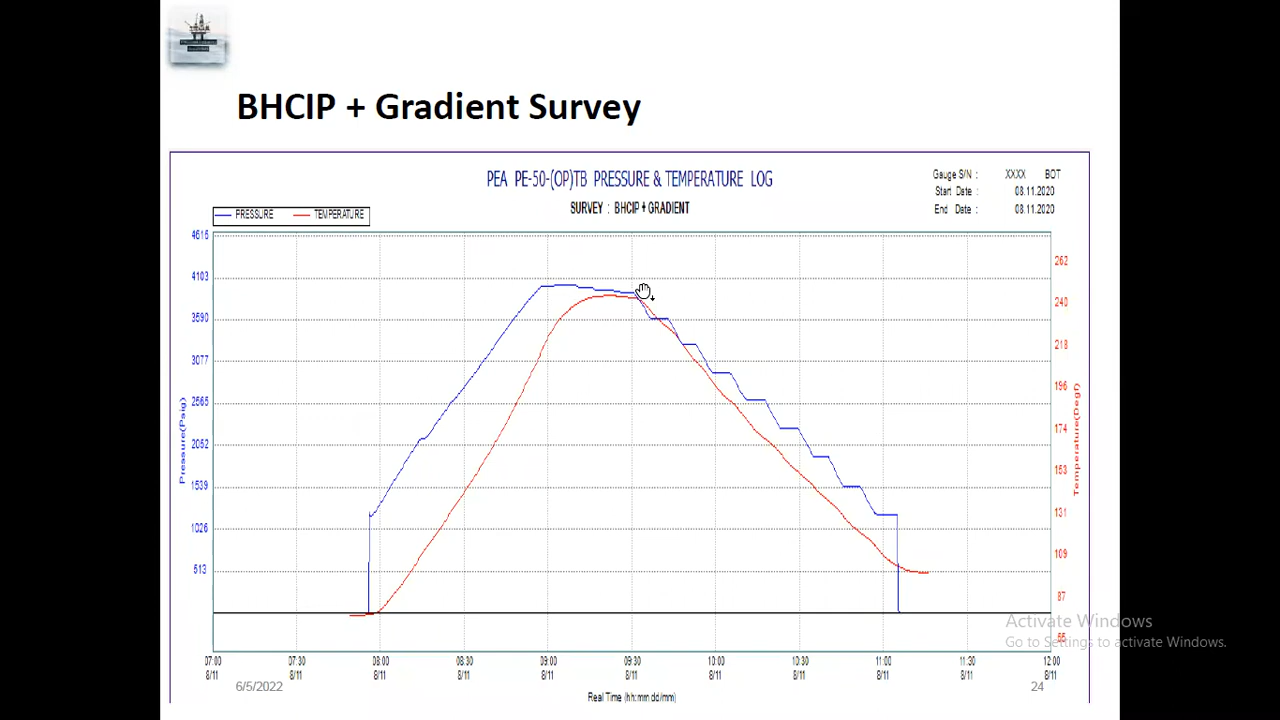 BHCIP + Gradient Survey
PEA PE-50-(OP)TB PRESSURE & TEMPERATURE LOG
SURVEY : BHCIP + GRADIENT
Gauge S/N : XXXX BOT
Start Date : 08.11.2020
End Date : 08.11.2020
PRESSURE TEMPERATURE
4616
4103
3590
3077
2565
2052
1539
1026
513
Pressure(Psig)
262
240
218
196
174
153
131
109
87
65
Temperature(DegF)
07:00 07:30 08:00 08:30 09:00 09:30 10:00 10:30 11:00 11:30 12:00
8/11 8/11 8/11 8/11 8/11 8/11 8/11 8/11 8/11 8/11 8/11
Real Time (hh:mm dd/mm)
6/5/2022
24
Activate Windows
Go to Settings to activate Windows.